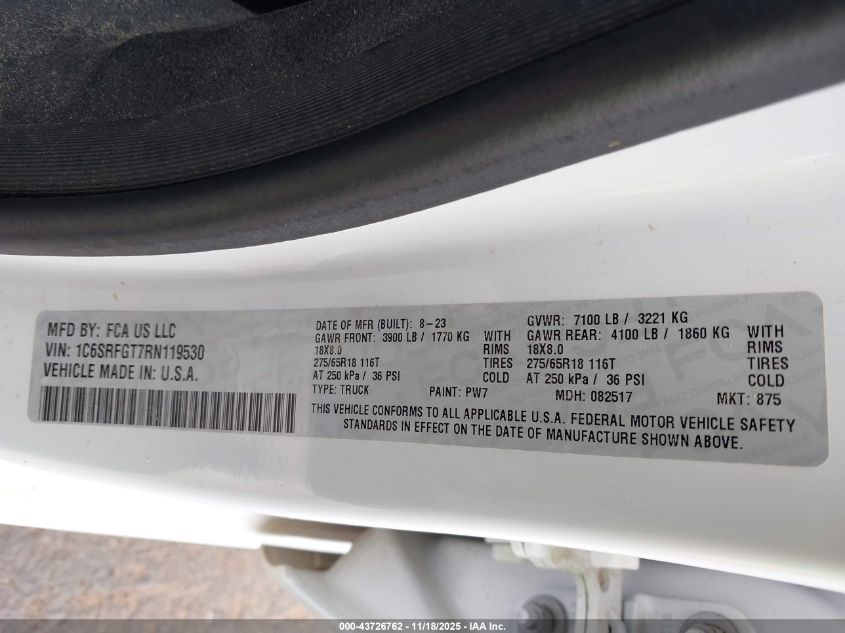 MFD BY: FCA US LLC
VIN: 1C6SRFGT7RN119530
VEHICLE MADE IN: U.S.A.
DATE OF MFR (BUILT): 8-23
GAWR FRONT: 3900 LB / 1770 KG WITH
18X8.0 RIMS
275/65R18 116T TIRES
AT 250 kPa / 36 PSI COLD
TYPE: TRUCK PAINT: PW7
GVWR: 7100 LB / 3221 KG
GAWR REAR: 4100 LB / 1860 KG WITH
18X8.0 RIMS
275/65R18 116T TIRES
AT 250 kPa / 36 PSI COLD
MDH: 082517 MKT: 875
THIS VEHICLE CONFORMS TO ALL APPLICABLE U.S.A. FEDERAL MOTOR VEHICLE SAFETY
STANDARDS IN EFFECT ON THE DATE OF MANUFACTURE SHOWN ABOVE.
000-43726762 - 11/18/2025 - IAA Inc.